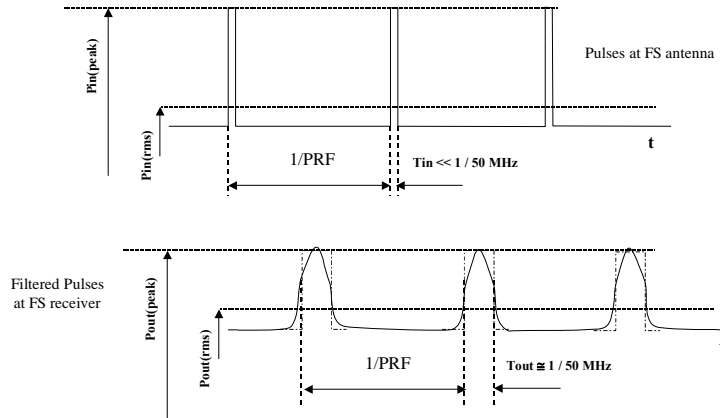 Pin(peak)
Pulses at FS antenna
Pin(rms)
t
1/PRF
Tin << 1 / 50 MHz
Filtered Pulses
at FS receiver
Pout(peak)
Pout(rms)
1/PRF
Tout ≅ 1 / 50 MHz